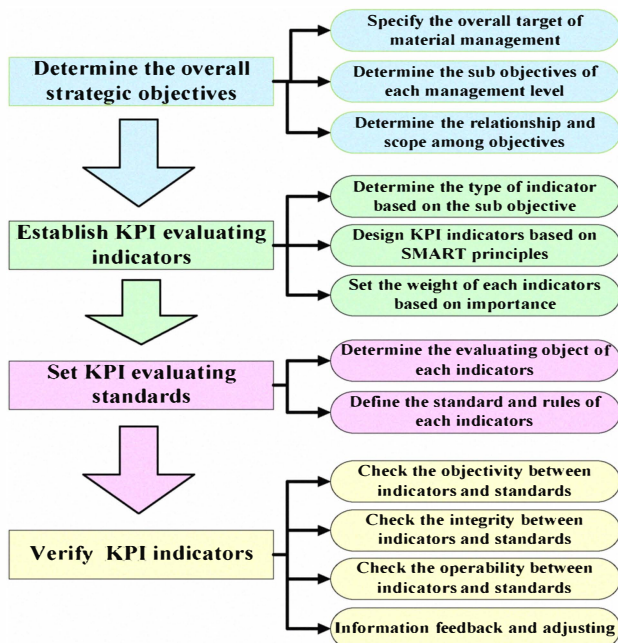 Determine the overall
strategic objectives
Specify the overall target of
material management
Determine the sub objectives of
each management level
Determine the relationship and
scope among objectives
Establish KPI evaluating
indicators
Determine the type of indicator
based on the sub objective
Design KPI indicators based on
SMART principles
Set the weight of each indicators
based on importance
Set KPI evaluating
standards
Determine the evaluating object of
each indicators
Define the standard and rules of
each indicators
Verify KPI indicators
Check the objectivity between
indicators and standards
Check the integrity between
indicators and standards
Check the operability between
indicators and standards
Information feedback and adjusting